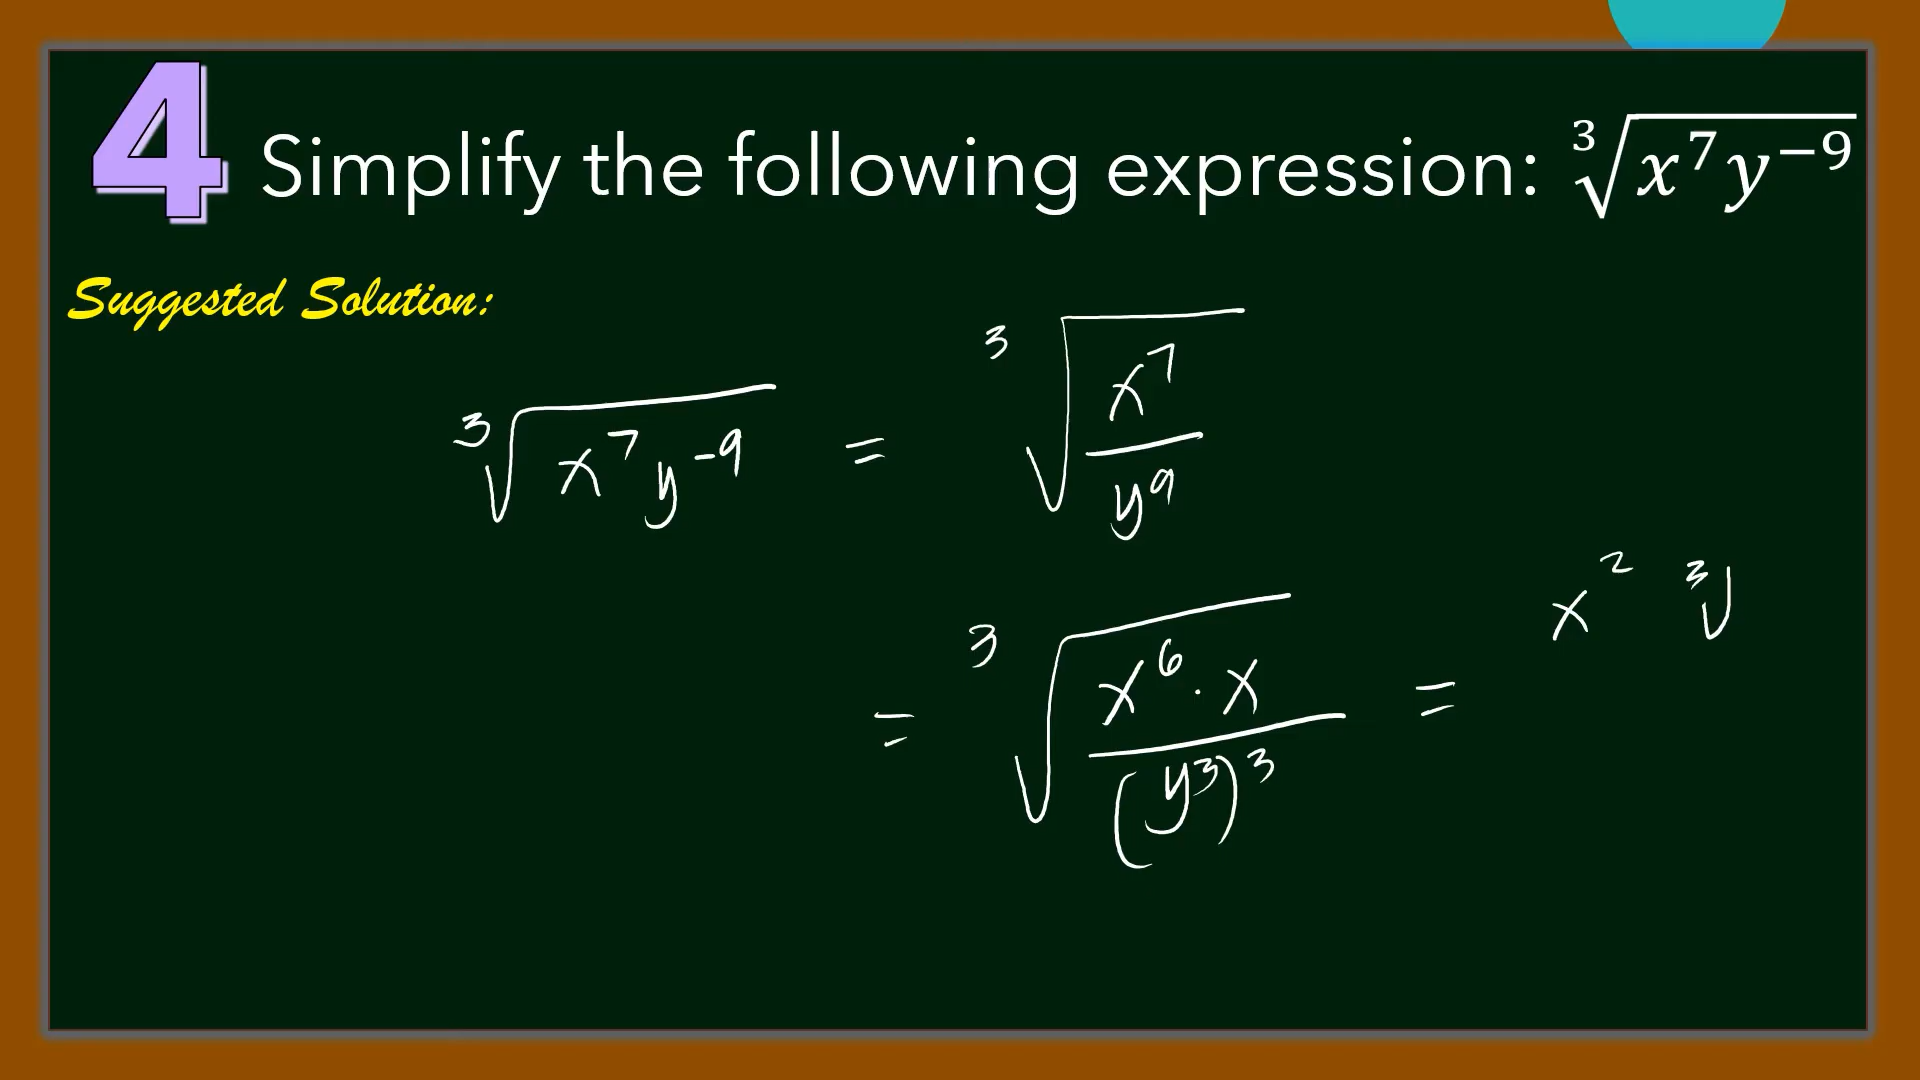 4 Simplify the following expression: ∛(x⁷y⁻⁹)
Suggested Solution:
∛(x⁷y⁻⁹) = ∛(x⁷/y⁹)
= ∛((x⁶·x)/(y³)³) = x² ∛